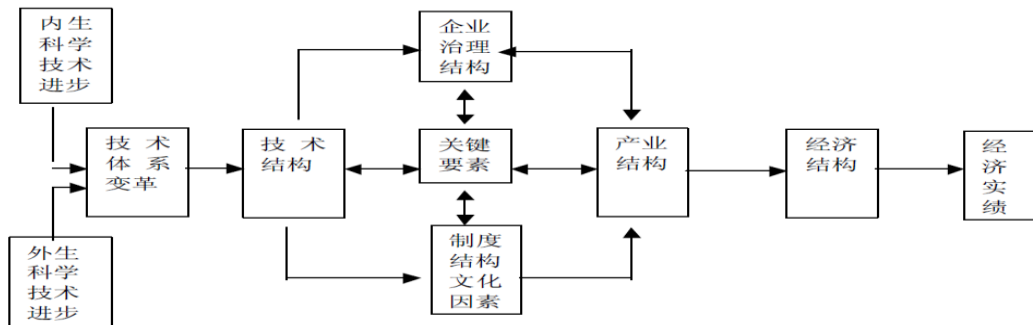 内生
科学
技术
进步
外生
科学
技术
进步
技 术
体 系
变革
技 术
结构
企业
治理
结构
关键
要素
制度
结构
文化
因素
产业
结构
经济
结构
经
济
实
绩